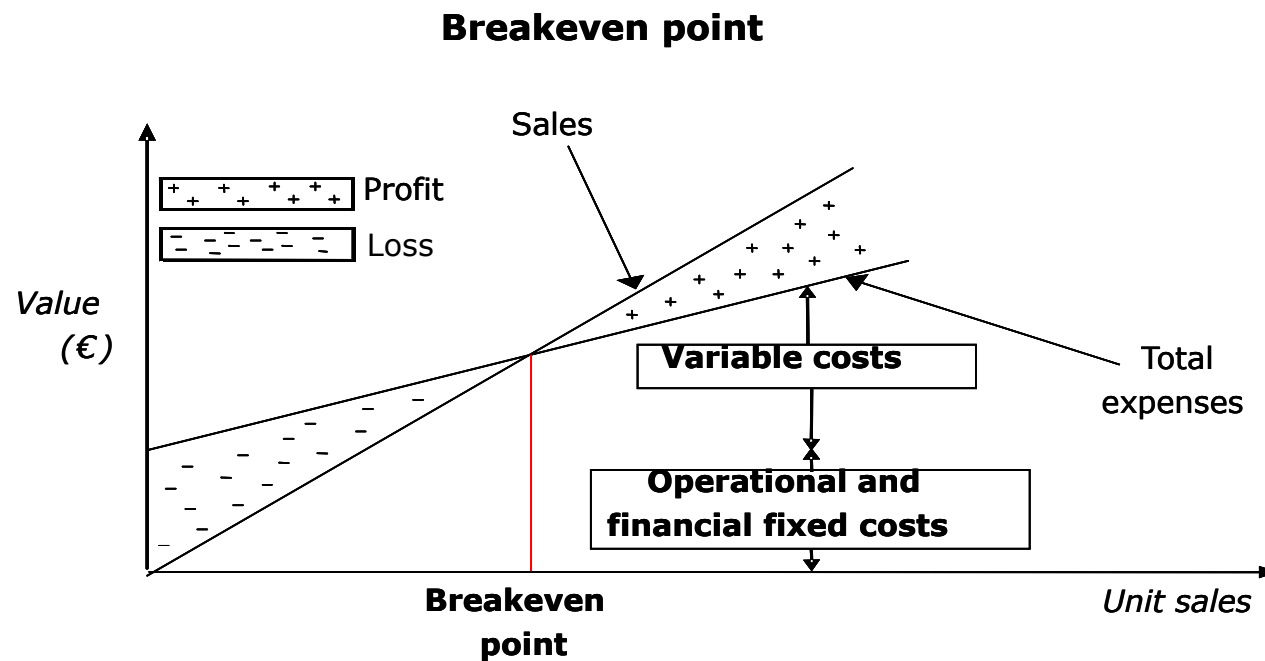 Breakeven point
Sales
Profit
Loss
Value
(€)
Variable costs
Total
expenses
Operational and
financial fixed costs
Breakeven
point
Unit sales